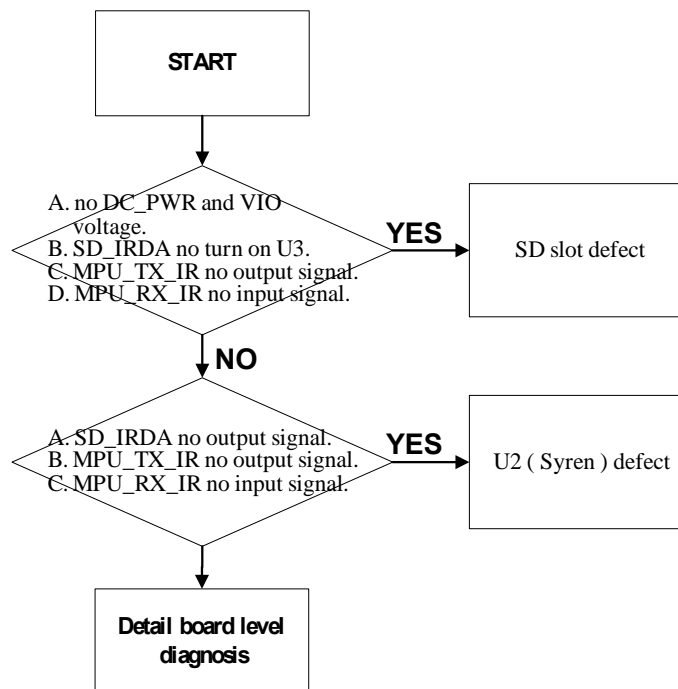 START
A. no DC_PWR and VIO
voltage.
B. SD_IRDA no turn on U3.
C. MPU_TX_IR no output signal.
D. MPU_RX_IR no input signal.
YES
SD slot defect
NO
A. SD_IRDA no output signal.
B. MPU_TX_IR no output signal.
C. MPU_RX_IR no input signal.
YES
U2 ( Syren ) defect
Detail board level
diagnosis